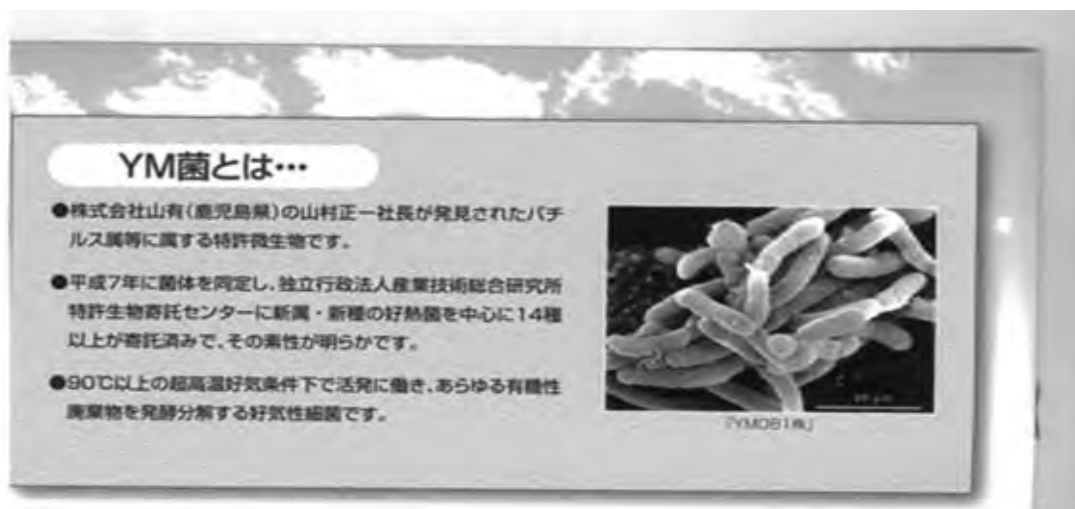 YM菌とは…
●株式会社山有(鹿児島県)の山村正一社長が発見されたバチ
ルス属等に属する特許微生物です。
●平成7年に菌体を同定し、独立行政法人産業技術総合研究所
特許生物寄託センターに新属・新種の好熱菌を中心に14種
以上が寄託済みで、その素性が明らかです。
●90℃以上の超高温好気条件下で活発に働き、あらゆる有機性
廃棄物を発酵分解する好気性細菌です。
『YM081株』